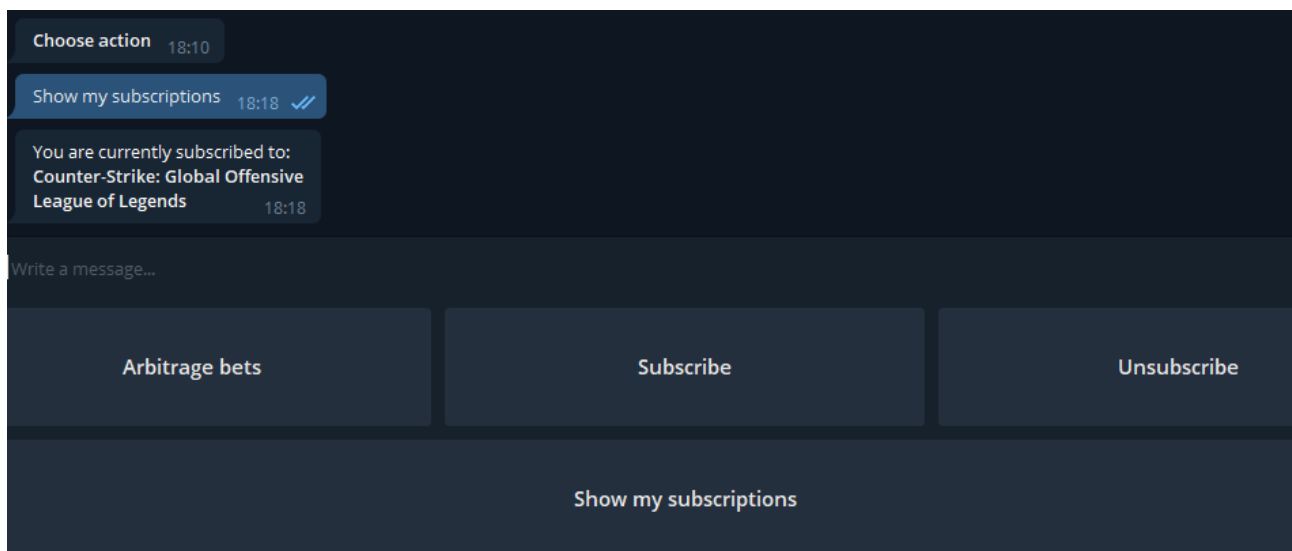 Choose action 18:10
Show my subscriptions 18:18
You are currently subscribed to:
Counter-Strike: Global Offensive
League of Legends 18:18
Write a message...
Arbitrage bets Subscribe Unsubscribe
Show my subscriptions